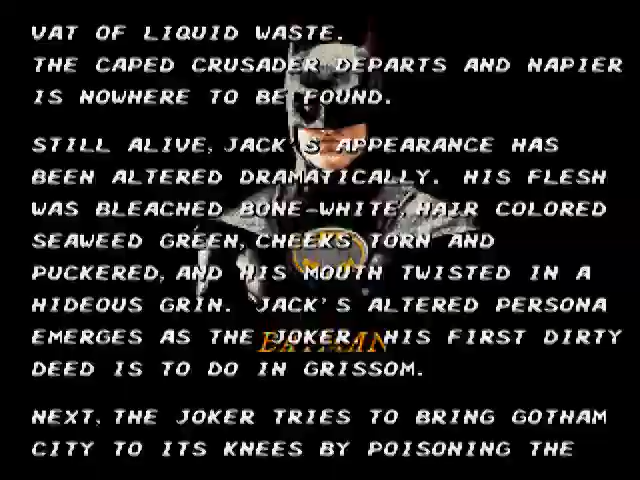 VAT OF LIQUID WASTE.
THE CAPED CRUSADER DEPARTS AND NAPIER
IS NOWHERE TO BE FOUND.
STILL ALIVE, JACK'S APPEARANCE HAS
BEEN ALTERED DRAMATICALLY. HIS FLESH
WAS BLEACHED BONE-WHITE, HAIR COLORED
SEAWEED GREEN, CHEEKS TORN AND
PUCKERED, AND HIS MOUTH TWISTED IN A
HIDEOUS GRIN. JACK'S ALTERED PERSONA
EMERGES AS THE JOKER. HIS FIRST DIRTY
BATMAN
DEED IS TO DO IN GRISSOM.
NEXT, THE JOKER TRIES TO BRING GOTHAM
CITY TO ITS KNEES BY POISONING THE